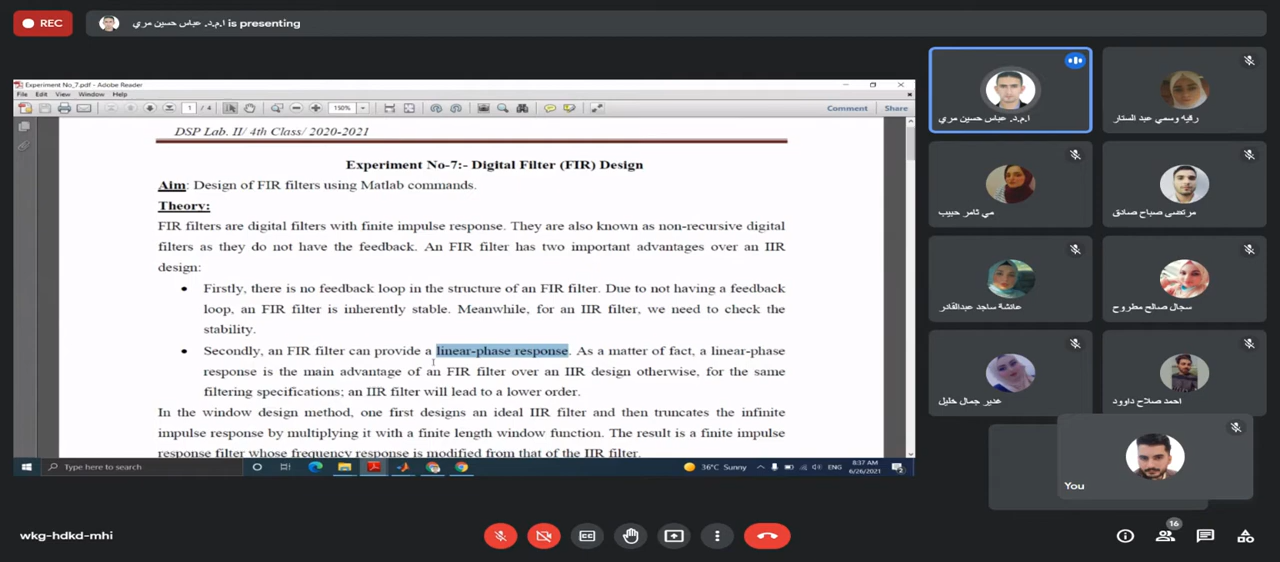 REC
ا.م.د. عباس حسين مري is presenting
Experiment No_7.pdf - Adobe Reader
File Edit View Window Help
1 / 4
150%
Comment
Share
DSP Lab. II/ 4th Class/ 2020-2021
Experiment No-7:- Digital Filter (FIR) Design
Aim: Design of FIR filters using Matlab commands.
Theory:
FIR filters are digital filters with finite impulse response. They are also known as non-recursive digital
filters as they do not have the feedback. An FIR filter has two important advantages over an IIR
design:
• Firstly, there is no feedback loop in the structure of an FIR filter. Due to not having a feedback
loop, an FIR filter is inherently stable. Meanwhile, for an IIR filter, we need to check the
stability.
• Secondly, an FIR filter can provide a linear-phase response. As a matter of fact, a linear-phase
response is the main advantage of an FIR filter over an IIR design otherwise, for the same
filtering specifications; an IIR filter will lead to a lower order.
In the window design method, one first designs an ideal IIR filter and then truncates the infinite
impulse response by multiplying it with a finite length window function. The result is a finite impulse
response filter whose frequency response is modified from that of the IIR filter.
Type here to search
36°C Sunny
ENG
8:37 AM
6/26/2021
2
ا.م.د. عباس حسين مري
رقيه وسمي عبد الستار
مي ثامر حبيب
مرتضى صباح صادق
عائشة ساجد عبدالقادر
سجال صالح مطروح
غدير جمال خليل
احمد صلاح داوود
You
wkg-hdkd-mhi
16